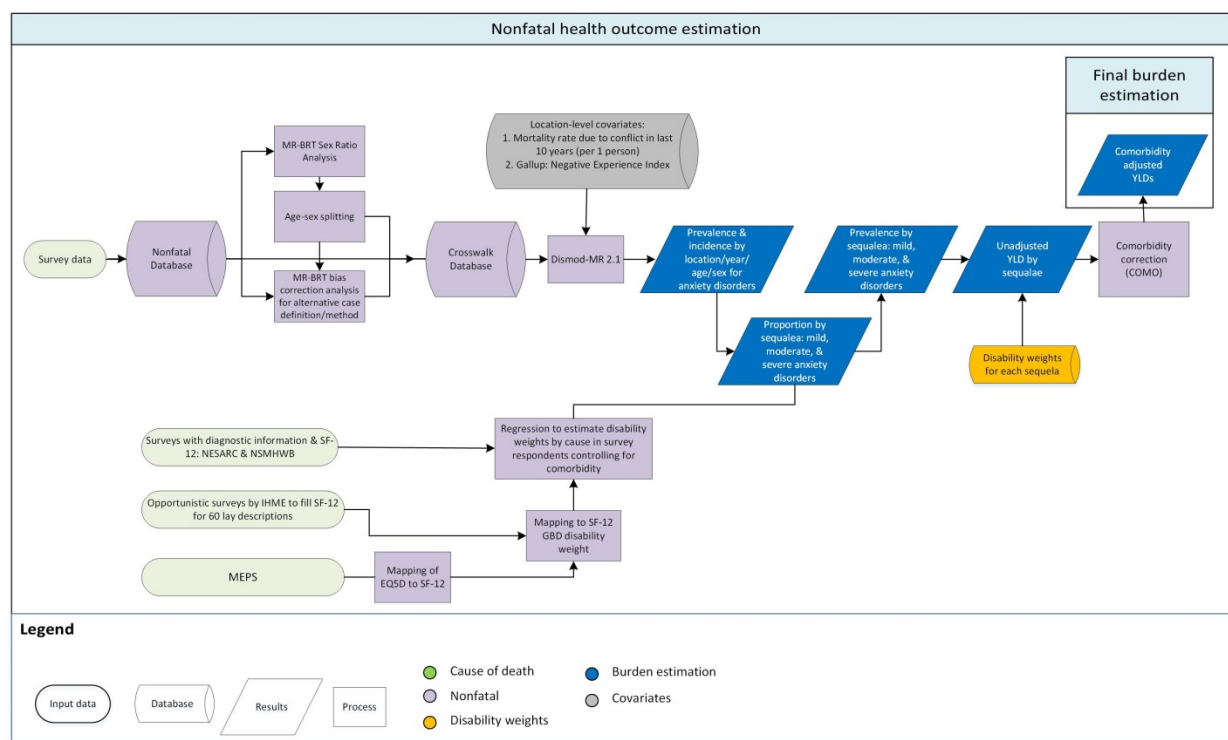 Nonfatal health outcome estimation
Final burden
estimation
Location-level covariates:
1. Mortality rate due to conflict in last
10 years (per 1 person)
2. Gallup: Negative Experience Index
MR-BRT Sex Ratio
Analysis
Comorbidity
adjusted
YLDs
Age-sex splitting
Survey data
Nonfatal
Database
MR-BRT bias
correction analysis
for alternative case
definition/method
Crosswalk
Database
Dismod-MR 2.1
Prevalence &
incidence by
location/year/
age/sex for
anxiety disorders
Prevalence by
sequalea: mild,
moderate, &
severe anxiety
disorders
Unadjusted
YLD by
sequalae
Comorbidity
correction
(COMO)
Proportion by
sequalea: mild,
moderate, &
severe anxiety
disorders
Disability weights
for each sequela
Surveys with diagnostic information & SF-
12: NESARC & NSMHWB
Regression to estimate disability
weights by cause in survey
respondents controlling for
comorbidity
Opportunistic surveys by IHME to fill SF-12
for 60 lay descriptions
Mapping to SF-12
GBD disability
weight
MEPS
Mapping of
EQ5D to SF-12
Legend
Input data
Database
Results
Process
Cause of death
Nonfatal
Disability weights
Burden estimation
Covariates